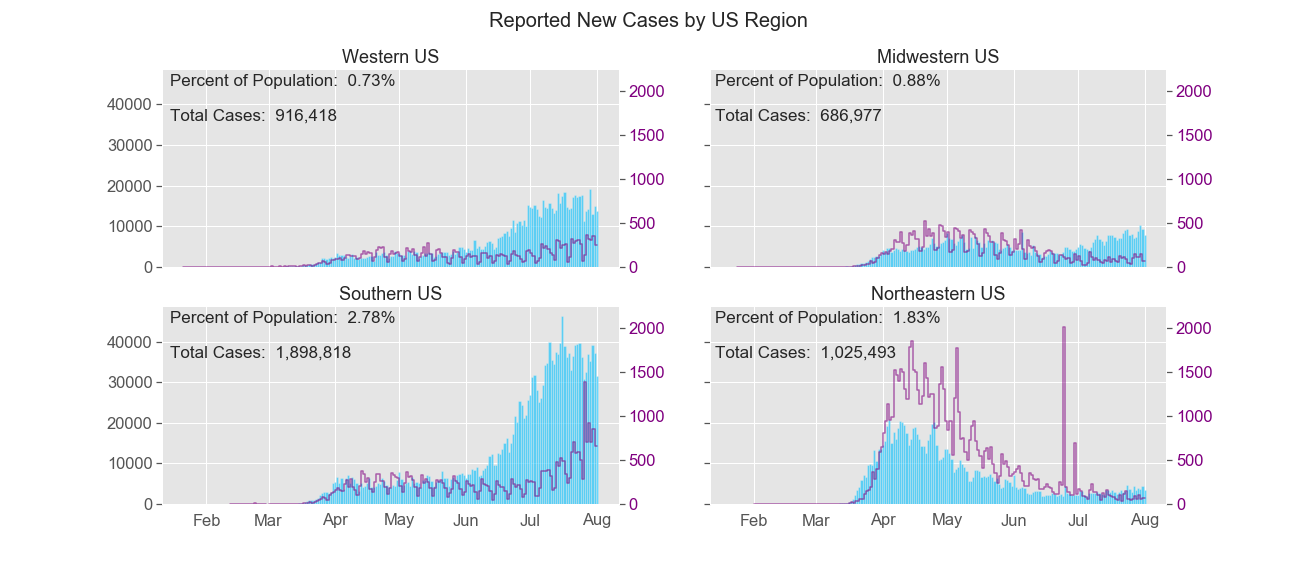 Reported New Cases by US Region
Western US
Percent of Population: 0.73%
Total Cases: 916,418
40000
30000
20000
10000
0
2000
1500
1000
500
0
Midwestern US
Percent of Population: 0.88%
Total Cases: 686,977
2000
1500
1000
500
0
Southern US
Percent of Population: 2.78%
Total Cases: 1,898,818
40000
30000
20000
10000
0
2000
1500
1000
500
0
Feb Mar Apr May Jun Jul Aug
Northeastern US
Percent of Population: 1.83%
Total Cases: 1,025,493
2000
1500
1000
500
0
Feb Mar Apr May Jun Jul Aug